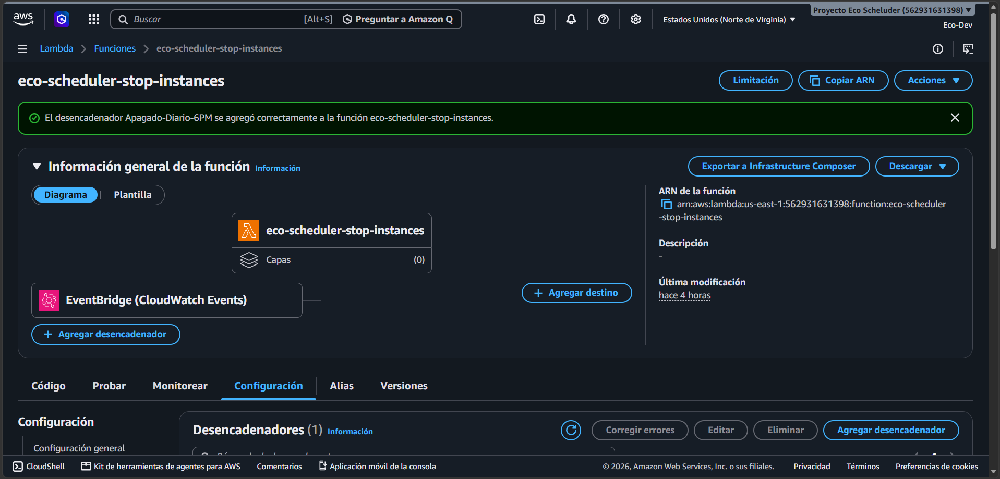 aws
Buscar [Alt+S] Preguntar a Amazon Q
Estados Unidos (Norte de Virginia)
Proyecto Eco Scheluder (562931631398)
Eco-Dev
Lambda Funciones eco-scheduler-stop-instances
eco-scheduler-stop-instances
Limitación Copiar ARN Acciones
El desencadenador Apagado-Diario-6PM se agregó correctamente a la función eco-scheduler-stop-instances.
Información general de la función Información
Exportar a Infrastructure Composer Descargar
Diagrama Plantilla
eco-scheduler-stop-instances
Capas (0)
EventBridge (CloudWatch Events)
+ Agregar desencadenador
+ Agregar destino
ARN de la función
arn:aws:lambda:us-east-1:562931631398:function:eco-scheduler
-stop-instances
Descripción
-
Última modificación
hace 4 horas
Código Probar Monitorear Configuración Alias Versiones
Configuración
Configuración general
Desencadenadores (1) Información
Corregir errores Editar Eliminar Agregar desencadenador
CloudShell Kit de herramientas de agentes para AWS Comentarios Aplicación móvil de la consola
© 2026, Amazon Web Services, Inc. o sus filiales. Privacidad Términos Preferencias de cookies